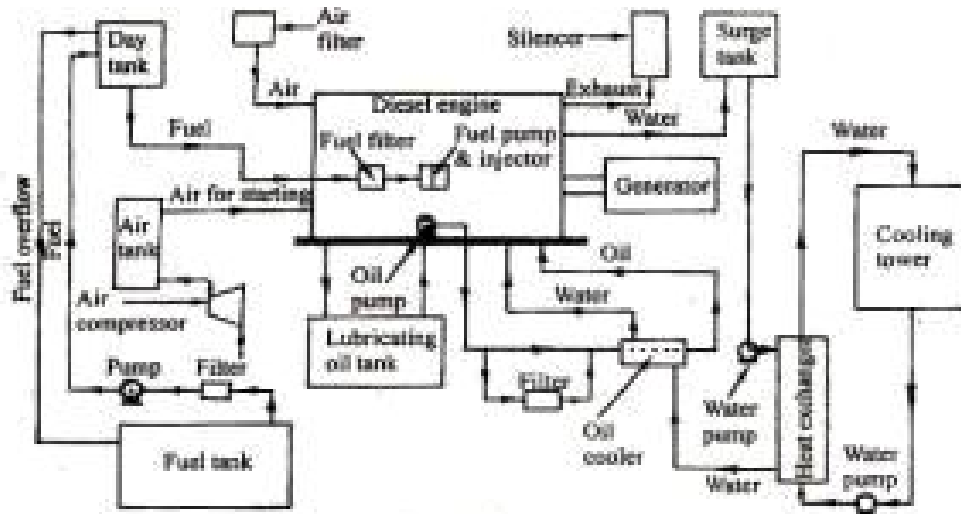 Air
filter
Day
tank
Silencer
Surge
tank
Air
Exhaust
Diesel engine
Water
Water
Fuel
Fuel filter
Fuel pump
& injector
Generator
Air for starting
Fuel overflow
Fuel
Air
tank
Cooling
tower
Oil
Oil
pump
Water
Air
compressor
Lubricating
oil tank
Pump
Filter
Filter
Water
pump
Heat exchanger
Oil
cooler
Fuel tank
Water
Water
pump